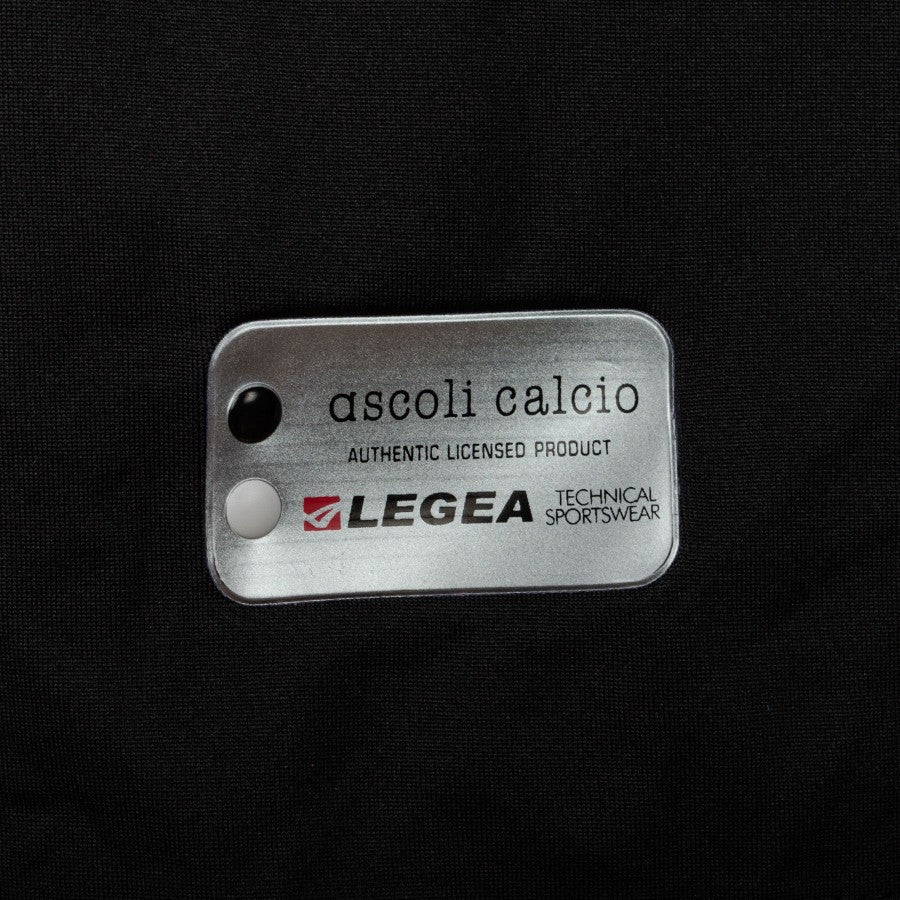 ascoli calcio
AUTHENTIC LICENSED PRODUCT
LEGEA TECHNICAL
SPORTSWEAR